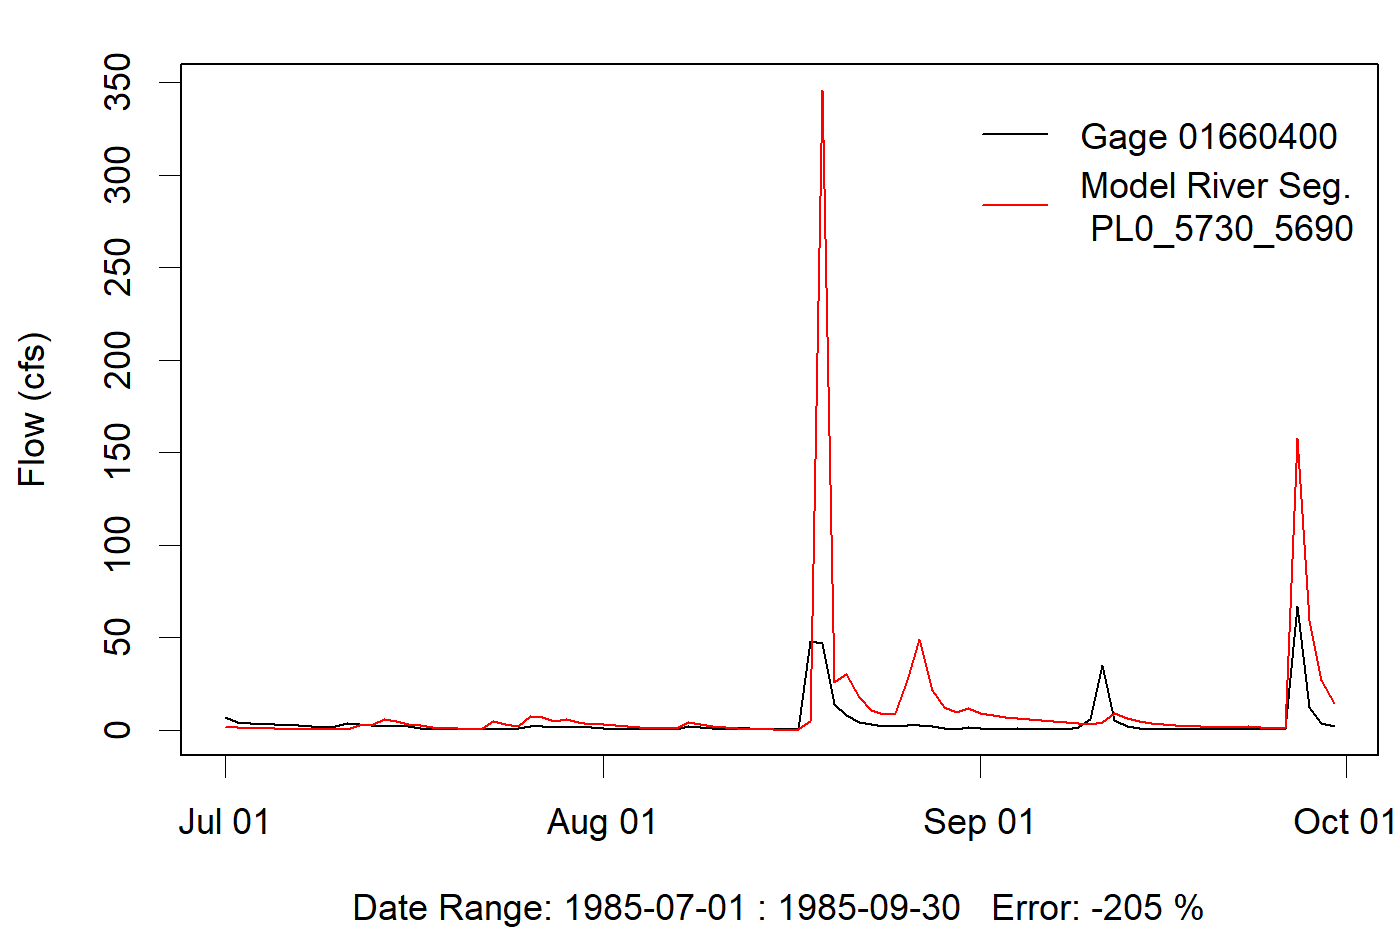 Flow (cfs)
350
300
250
200
150
100
50
0
Gage 01660400
Model River Seg.
PL0_5730_5690
Jul 01
Aug 01
Sep 01
Oct 01
Date Range: 1985-07-01 : 1985-09-30 Error: -205 %